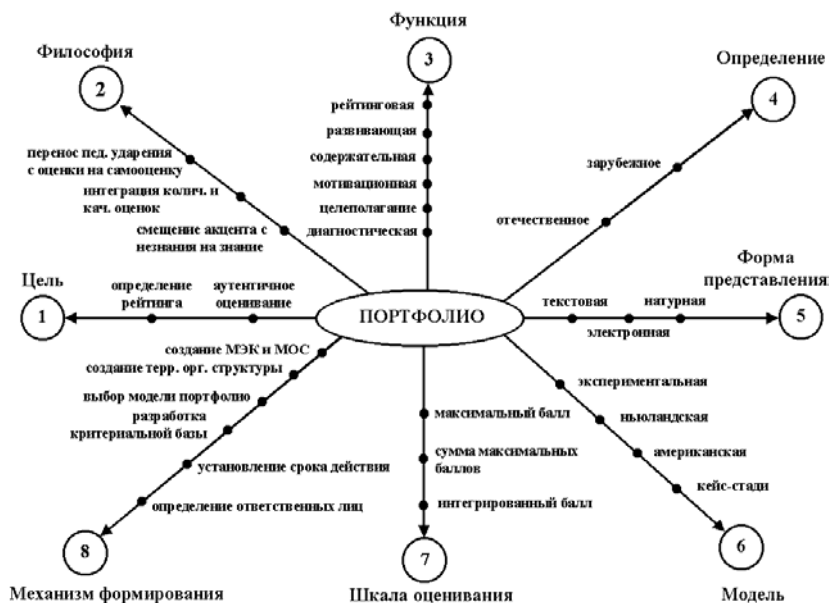 Функция
3
Философия
2
Определение
4
рейтинговая
развивающая
содержательная
мотивационная
целеполагание
диагностическая
перенос пед. ударения
с оценки на самооценку
интеграция колич. и
кач. оценок
смещение акцента с
незнания на знание
зарубежное
отечественное
Цель
1
определение
рейтинга
аутентичное
оценивание
ПОРТФОЛИО
Форма
представления
5
текстовая
натурная
электронная
создание МЭК и МОС
создание терр. орг. структуры
выбор модели портфолио
разработка
критериальной базы
установление срока действия
определение ответственных лиц
максимальный балл
сумма максимальных
баллов
интегрированный балл
экспериментальная
ньюландская
американская
кейс-стади
8
Механизм формирования
7
Шкала оценивания
6
Модель